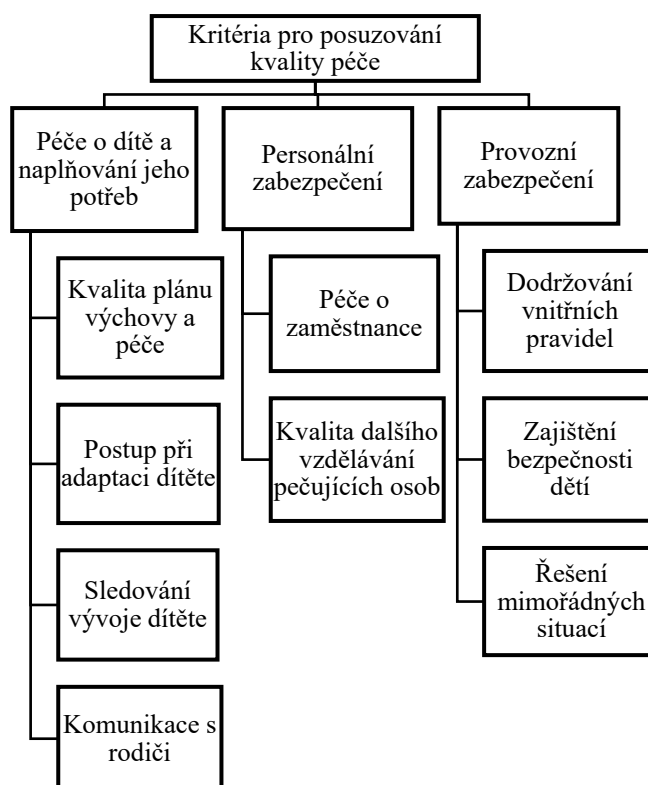 Kritéria pro posuzování
kvality péče
Péče o dítě a
naplňování jeho
potřeb
Kvalita plánu
výchovy a
péče
Postup při
adaptaci dítěte
Sledování
vývoje dítěte
Komunikace s
rodiči
Personální
zabezpečení
Péče o
zaměstnance
Kvalita dalšího
vzdělávání
pečujících osob
Provozní
zabezpečení
Dodržování
vnitřních
pravidel
Zajištění
bezpečnosti
dětí
Řešení
mimořádných
situací